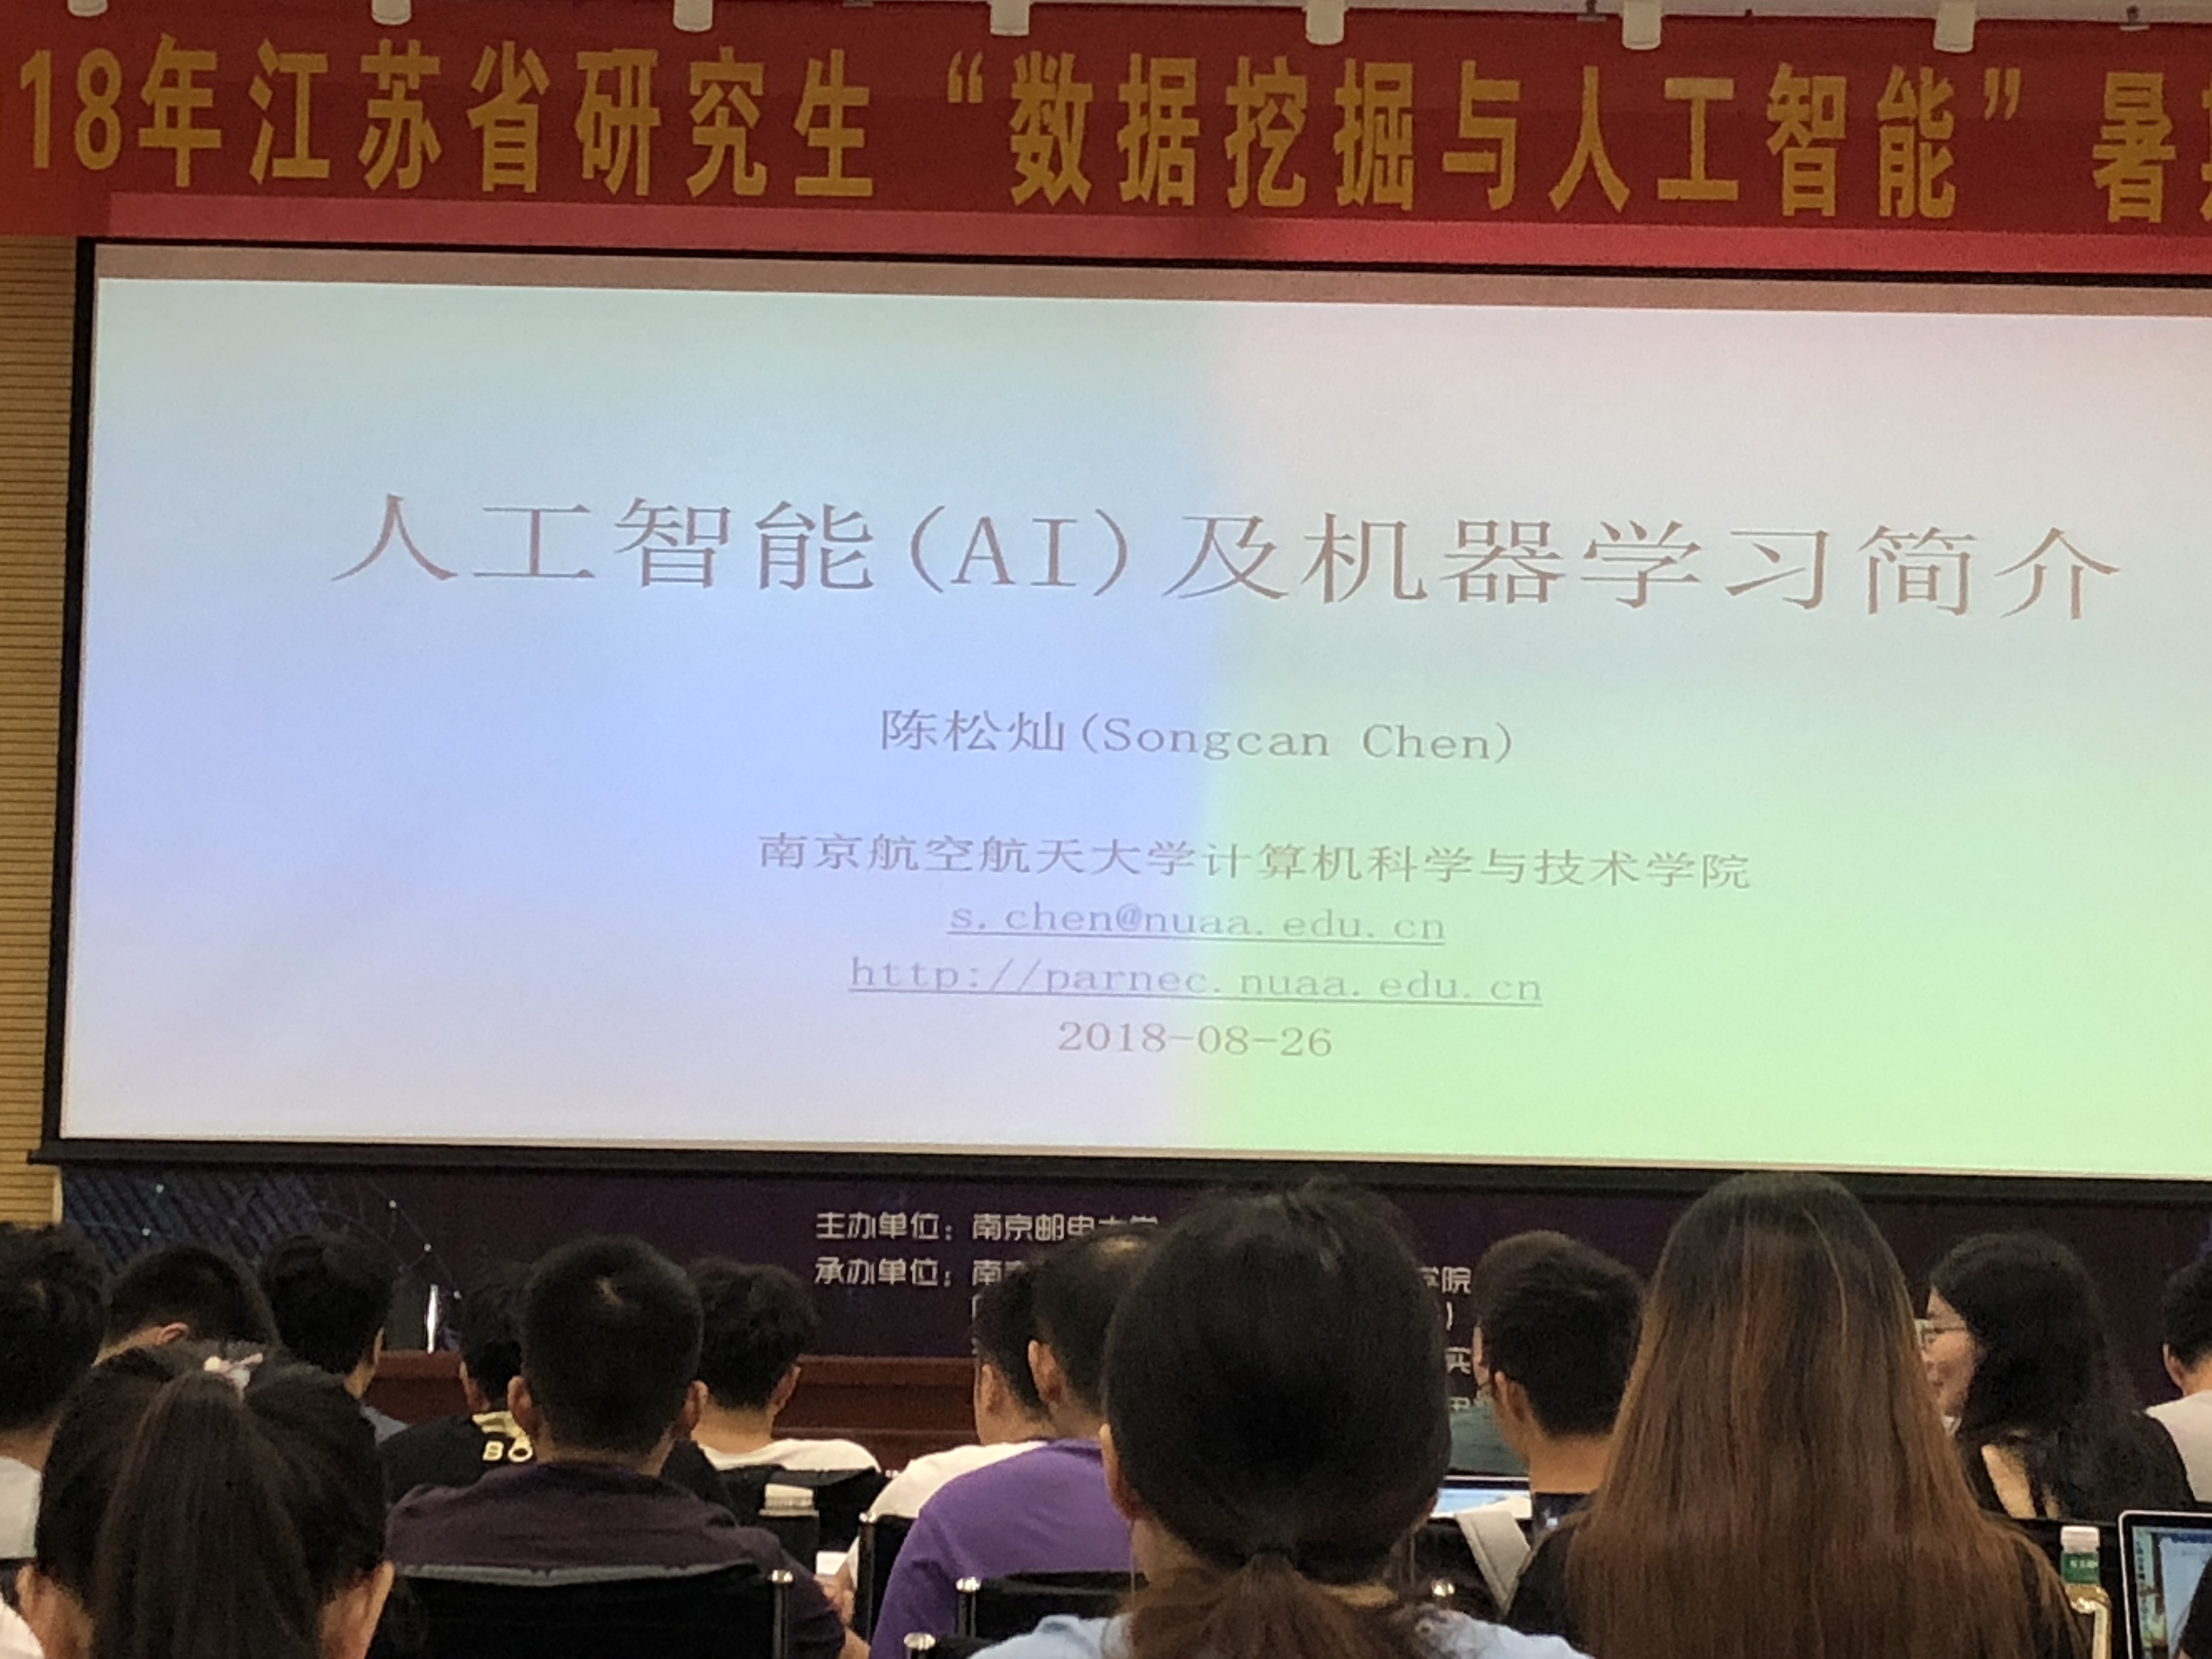 18年江苏省研究生“数据挖掘与人工智能”暑
人工智能(AI)及机器学习简介
陈松灿(Songcan Chen)
南京航空航天大学计算机科学与技术学院
s.chen@nuaa.edu.cn
http://parnec.nuaa.edu.cn
2018-08-26
主办单位：南京邮电大学
承办单位：南 学院
)
实